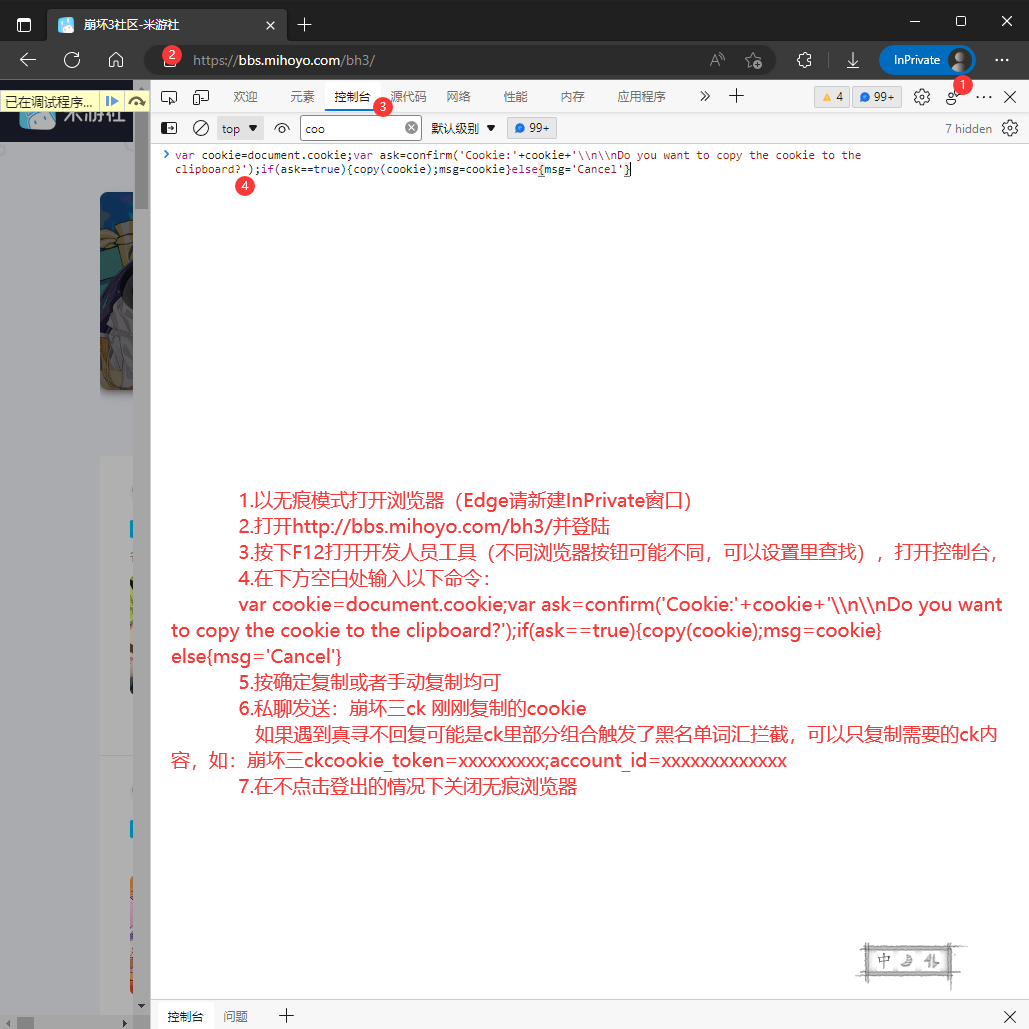 崩坏3社区-米游社
2
https://bbs.mihoyo.com/bh3/
InPrivate
1
已在调试程序...
米游社
欢迎
元素
控制台
3
源代码
网络
性能
内存
应用程序
4
99+
top
coo
默认级别
99+
7 hidden
var cookie=document.cookie;var ask=confirm('Cookie:'+cookie+'\\n\\nDo you want to copy the cookie to the
clipboard?');if(ask==true){copy(cookie);msg=cookie}else{msg='Cancel'}
4
1.以无痕模式打开浏览器（Edge请新建InPrivate窗口）
2.打开http://bbs.mihoyo.com/bh3/并登陆
3.按下F12打开开发人员工具（不同浏览器按钮可能不同，可以设置里查找），打开控制台，
4.在下方空白处输入以下命令：
var cookie=document.cookie;var ask=confirm('Cookie:'+cookie+'\\n\\nDo you want
to copy the cookie to the clipboard?');if(ask==true){copy(cookie);msg=cookie}
else{msg='Cancel'}
5.按确定复制或者手动复制均可
6.私聊发送：崩坏三ck 刚刚复制的cookie
如果遇到真寻不回复可能是ck里部分组合触发了黑名单词汇拦截，可以只复制需要的ck内
容，如：崩坏三ckcookie_token=xxxxxxxxx;account_id=xxxxxxxxxxxxx
7.在不点击登出的情况下关闭无痕浏览器
中
控制台
问题